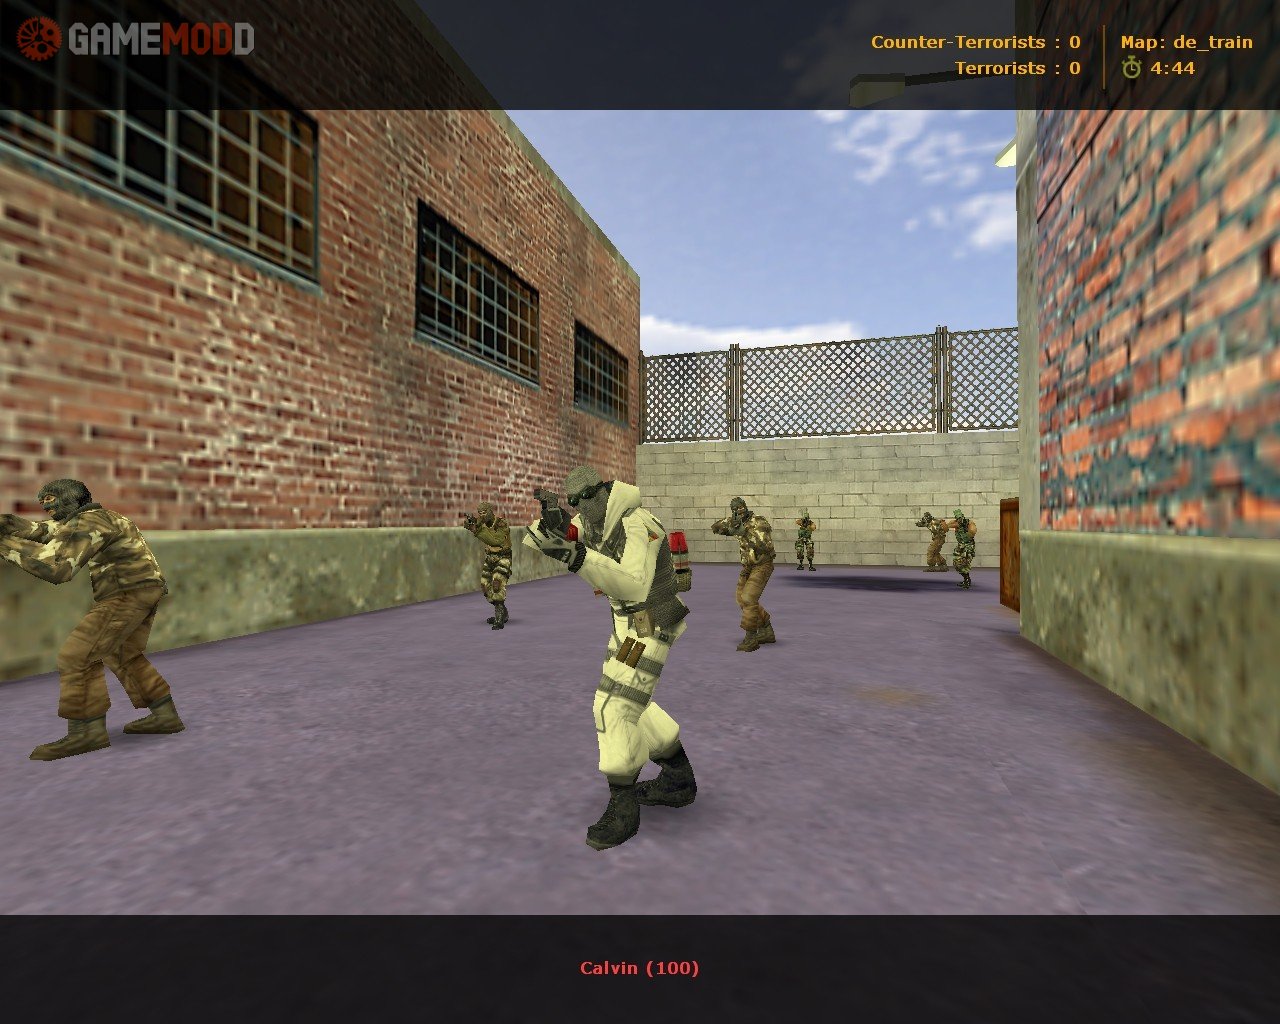 GAMEMODD
Counter-Terrorists : 0
Terrorists : 0
Map: de_train
4:44
Calvin (100)